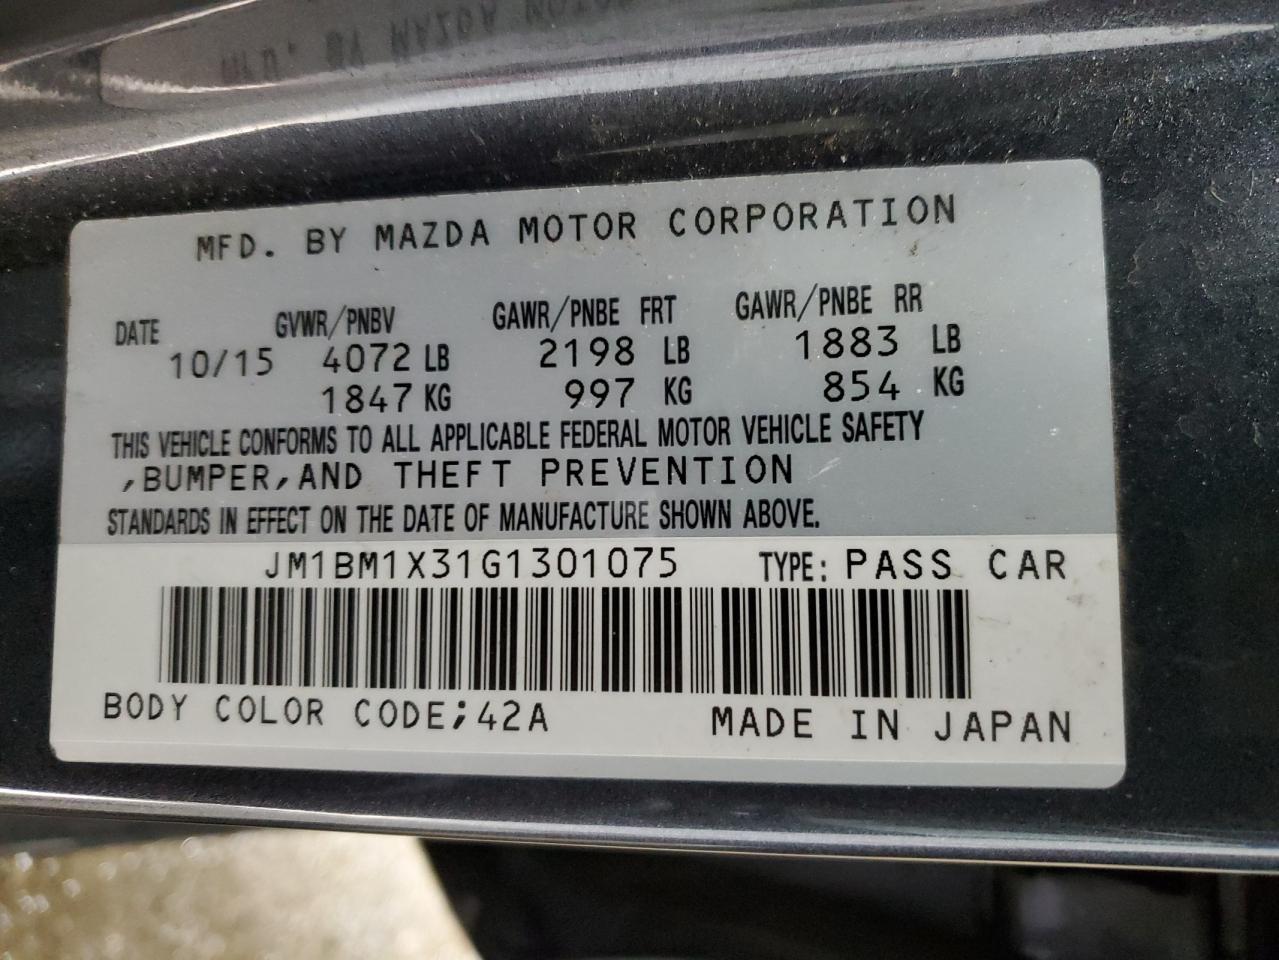 MFD. BY MAZDA MOTOR CORPORATION
DATE GVWR/PNBV GAWR/PNBE FRT GAWR/PNBE RR
10/15 4072 LB 2198 LB 1883 LB
1847 KG 997 KG 854 KG
THIS VEHICLE CONFORMS TO ALL APPLICABLE FEDERAL MOTOR VEHICLE SAFETY
,BUMPER,AND THEFT PREVENTION
STANDARDS IN EFFECT ON THE DATE OF MANUFACTURE SHOWN ABOVE.
JM1BM1X31G1301075 TYPE: PASS CAR
BODY COLOR CODE;42A MADE IN JAPAN